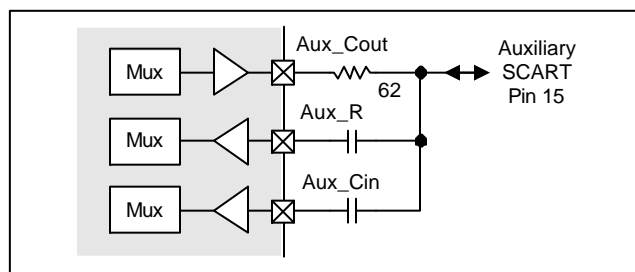 Aux_Cout
Auxiliary
Mux
SCART
62
Pin 15
Aux_R
Mux
Aux_Cin
Mux